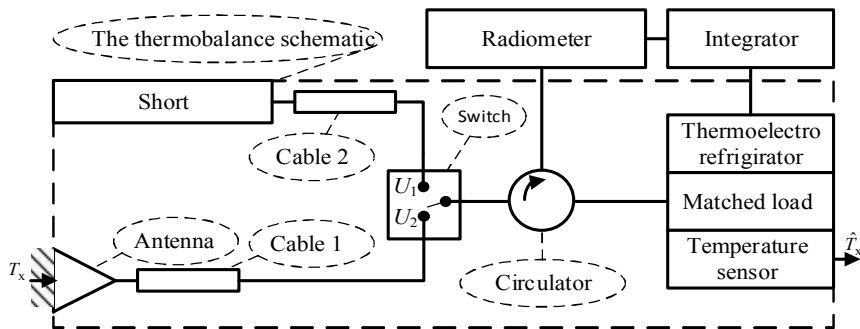 The thermobalance schematic
Radiometer
Integrator
Short
Switch
Cable 2
Thermoelectro
refrigirator
U1
U2
Matched load
Antenna
Cable 1
Temperature
sensor
Circulator
Tx
T̂x